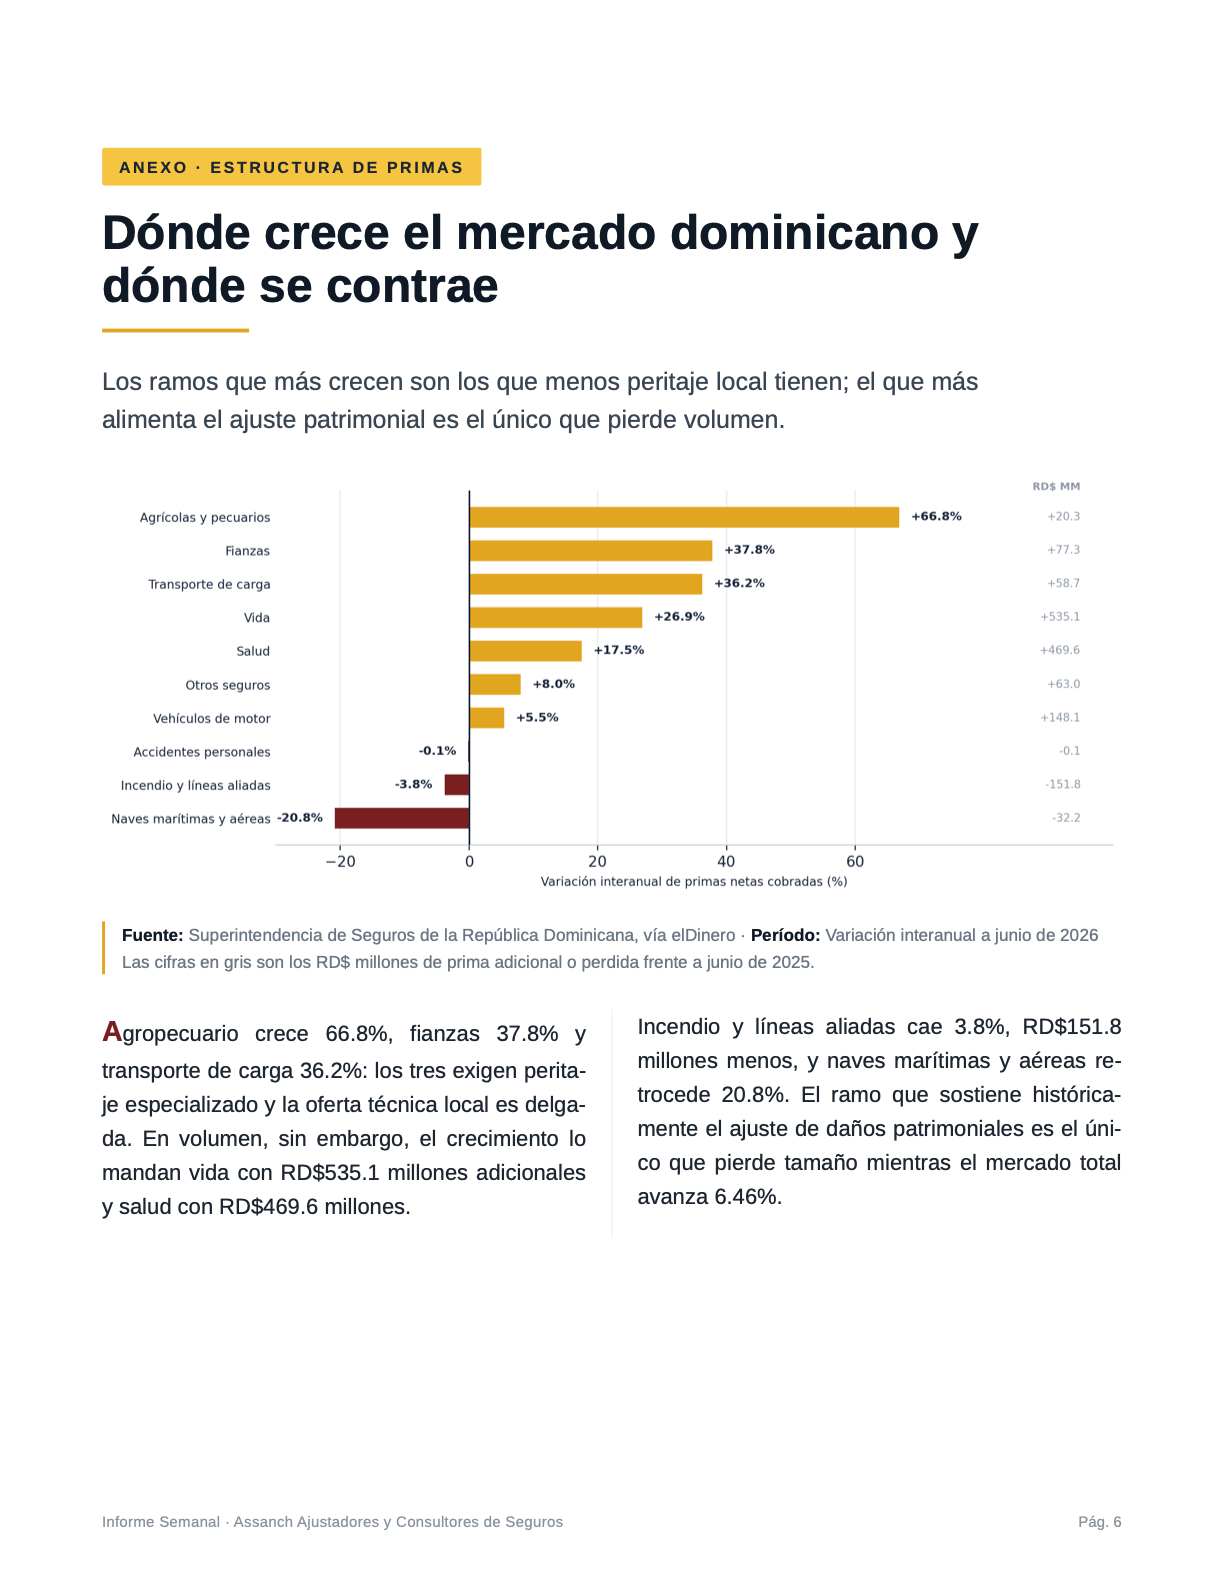 ANEXO · ESTRUCTURA DE PRIMAS
Dónde crece el mercado dominicano y
dónde se contrae
Los ramos que más crecen son los que menos peritaje local tienen; el que más
alimenta el ajuste patrimonial es el único que pierde volumen.
RD$ MM
Agrícolas y pecuarios +66.8% +20.3
Fianzas +37.8% +77.3
Transporte de carga +36.2% +58.7
Vida +26.9% +535.1
Salud +17.5% +469.6
Otros seguros +8.0% +63.0
Vehículos de motor +5.5% +148.1
Accidentes personales -0.1% -0.1
Incendio y líneas aliadas -3.8% -151.8
Naves marítimas y aéreas -20.8% -32.2
−20 0 20 40 60
Variación interanual de primas netas cobradas (%)
Fuente: Superintendencia de Seguros de la República Dominicana, vía elDinero · Período: Variación interanual a junio de 2026
Las cifras en gris son los RD$ millones de prima adicional o perdida frente a junio de 2025.
Agropecuario crece 66.8%, fianzas 37.8% y
transporte de carga 36.2%: los tres exigen perita-
je especializado y la oferta técnica local es delga-
da. En volumen, sin embargo, el crecimiento lo
mandan vida con RD$535.1 millones adicionales
y salud con RD$469.6 millones.
Incendio y líneas aliadas cae 3.8%, RD$151.8
millones menos, y naves marítimas y aéreas re-
trocede 20.8%. El ramo que sostiene histórica-
mente el ajuste de daños patrimoniales es el úni-
co que pierde tamaño mientras el mercado total
avanza 6.46%.
Informe Semanal · Assanch Ajustadores y Consultores de Seguros
Pág. 6